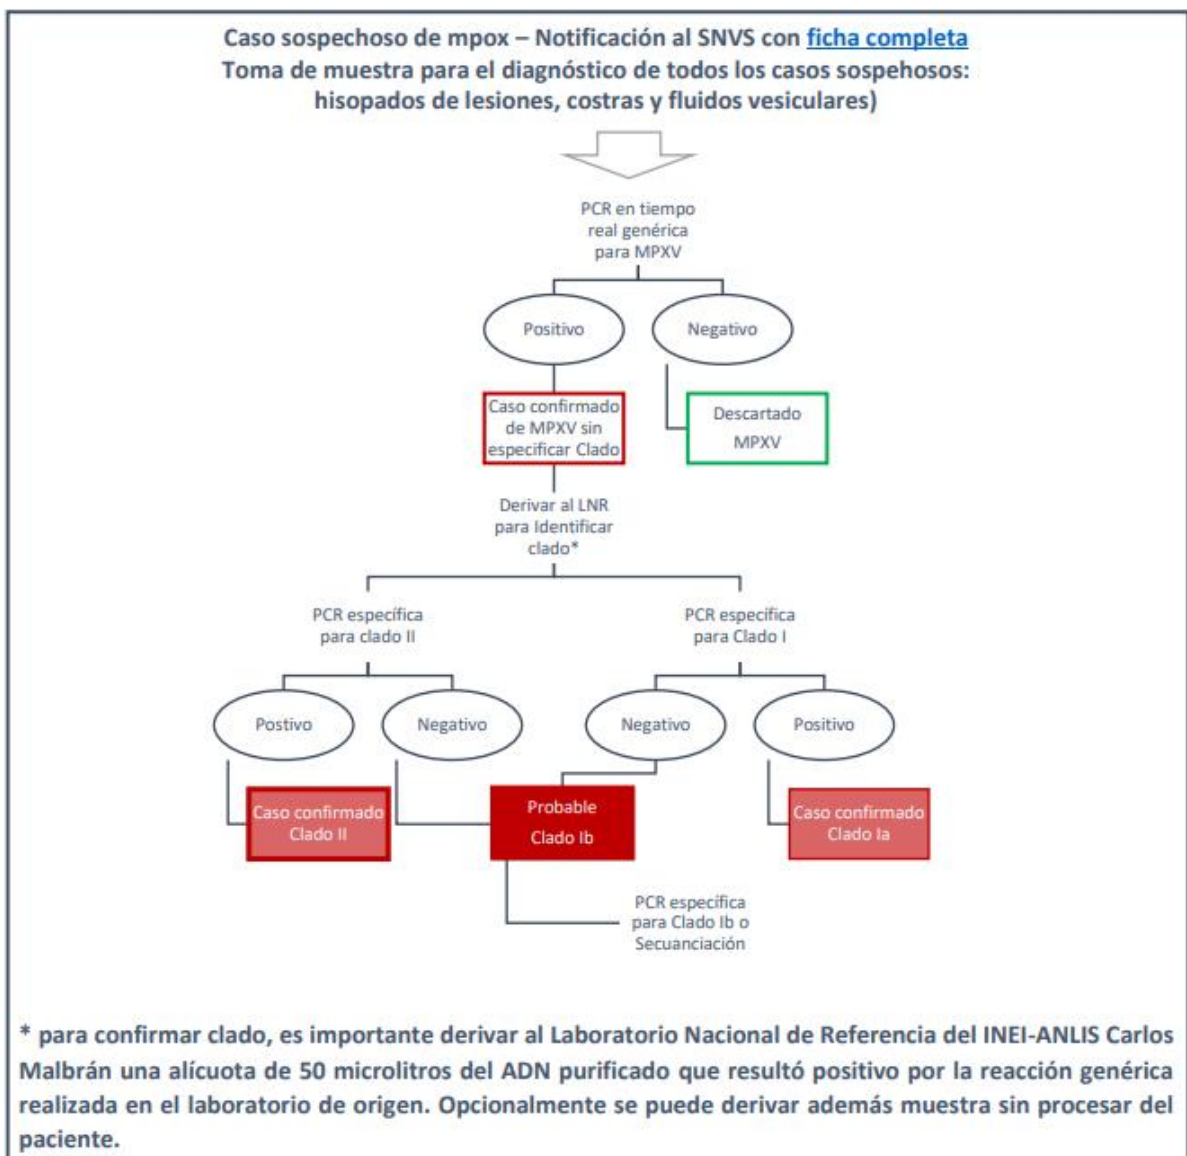 Caso sospechoso de mpox – Notificación al SNVS con ficha completa
Toma de muestra para el diagnóstico de todos los casos sospehosos:
hisopados de lesiones, costras y fluidos vesiculares)
PCR en tiempo
real genérica
para MPXV
Positivo
Negativo
Caso confirmado
de MPXV sin
especificar Clado
Descartado
MPXV
Derivar al LNR
para Identificar
clado*
PCR específica
para clado II
PCR específica
para Clado I
Postivo
Negativo
Negativo
Positivo
Caso confirmado
Clado II
Probable
Clado Ib
Caso confirmado
Clado Ia
PCR específica
para Clado Ib o
Secuanciación
* para confirmar clado, es importante derivar al Laboratorio Nacional de Referencia del INEI-ANLIS Carlos
Malbrán una alícuota de 50 microlitros del ADN purificado que resultó positivo por la reacción genérica
realizada en el laboratorio de origen. Opcionalmente se puede derivar además muestra sin procesar del
paciente.